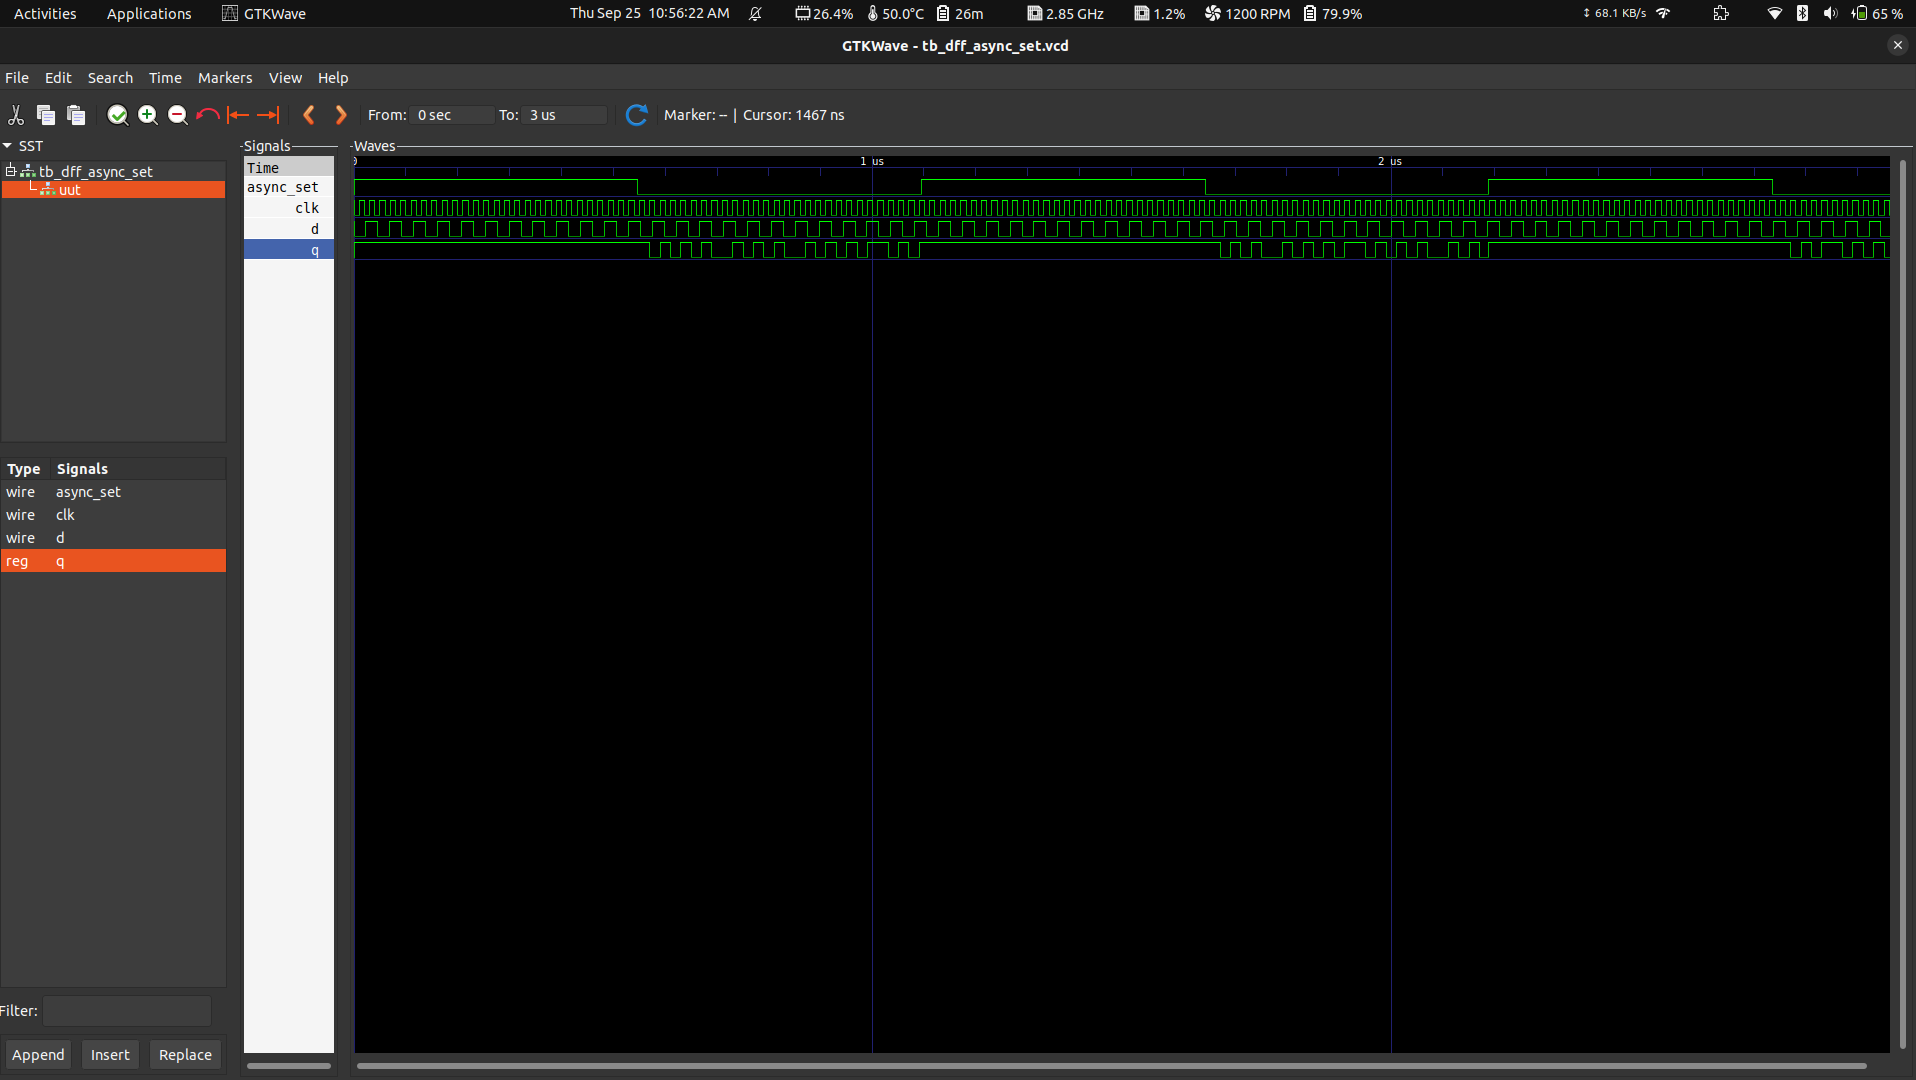 Activities Applications GTKWave Thu Sep 25 10:56:22 AM 26.4% 50.0°C 26m 2.85 GHz 1.2% 1200 RPM 79.9% 68.1 KB/s 65 %
GTKWave - tb_dff_async_set.vcd
File Edit Search Time Markers View Help
From: 0 sec To: 3 us Marker: -- | Cursor: 1467 ns
SST
tb_dff_async_set
uut
Type Signals
wire async_set
wire clk
wire d
reg q
Filter:
Append Insert Replace
Signals
Time
async_set
clk
d
q
Waves
0 1 us 2 us